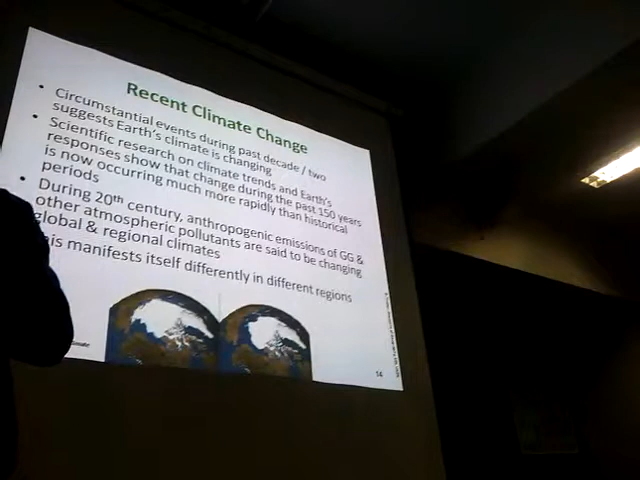 Recent Climate Change
• Circumstantial events during past decade / two
suggests Earth's climate is changing
• Scientific research on climate trends and Earth's
responses show that change during the past 150 years
is now occurring much more rapidly than historical
periods
• During 20th century, anthropogenic emissions of GG &
other atmospheric pollutants are said to be changing
global & regional climates
is manifests itself differently in different regions
14